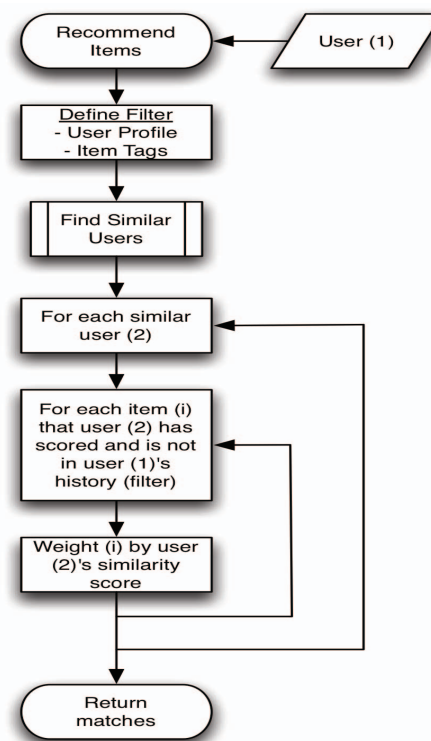 Recommend
Items
User (1)
Define Filter
- User Profile
- Item Tags
Find Similar
Users
For each similar
user (2)
For each item (i)
that user (2) has
scored and is not
in user (1)'s
history (filter)
Weight (i) by user
(2)'s similarity
score
Return
matches